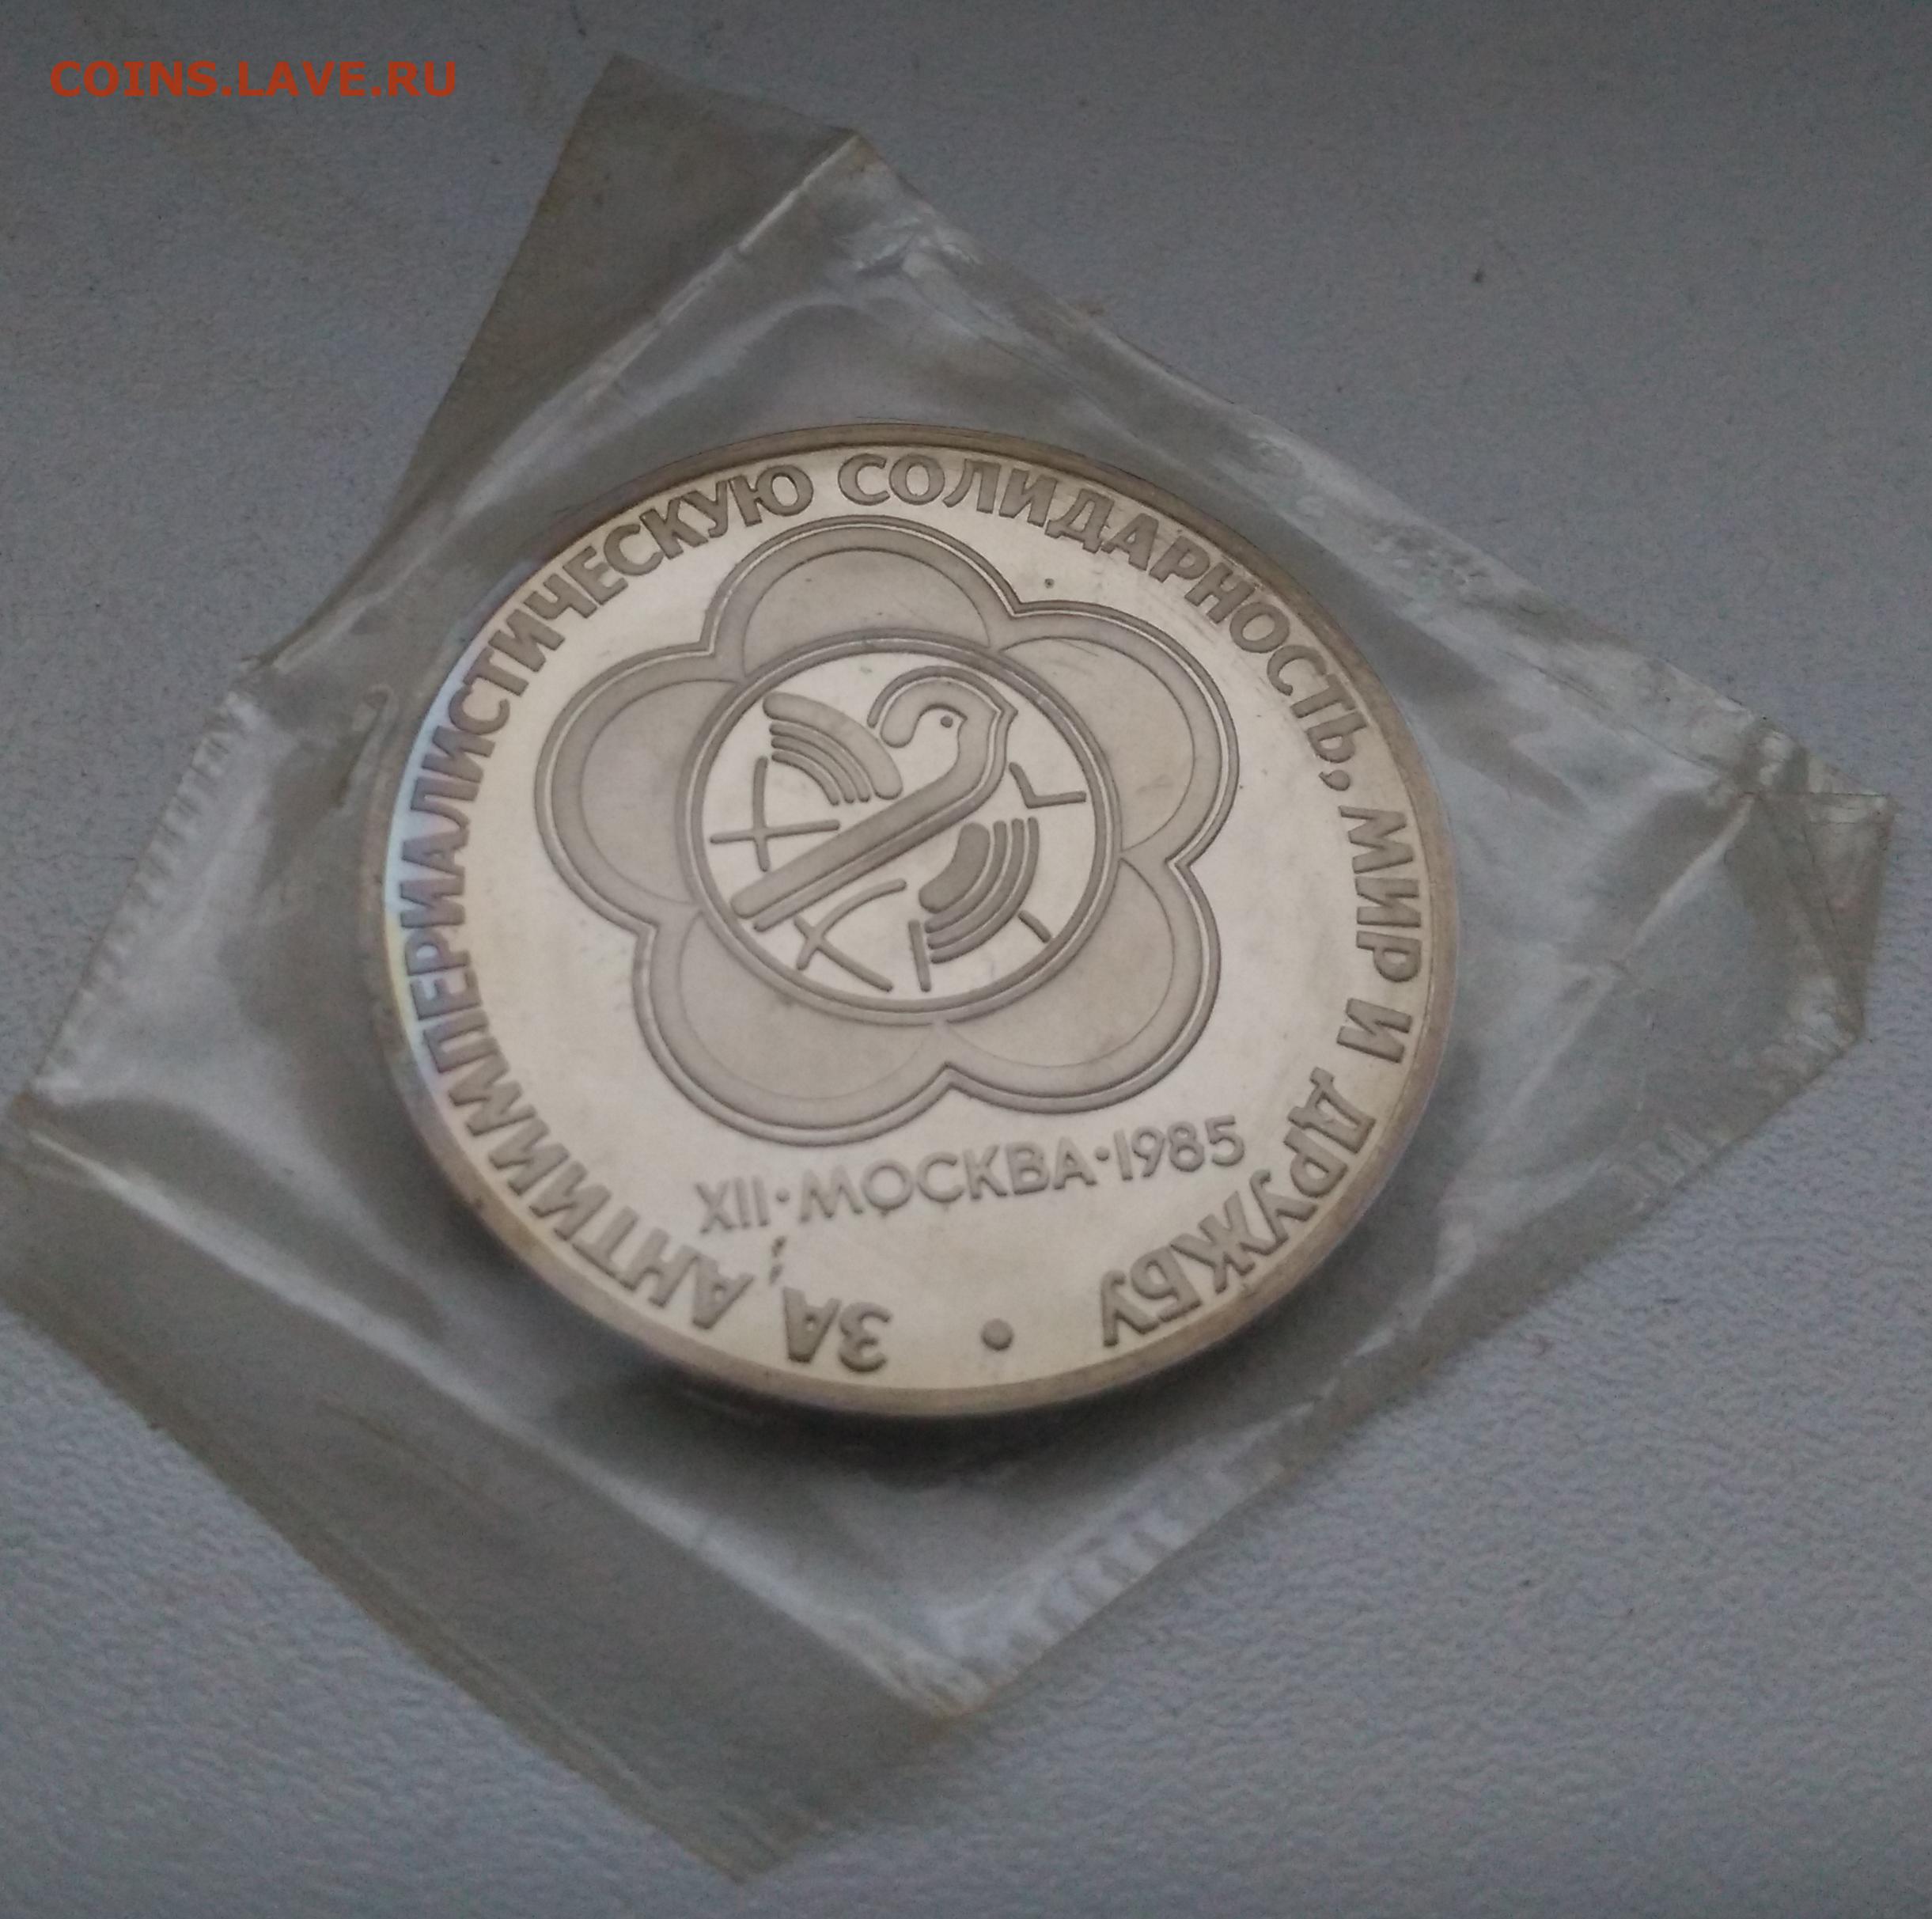 COINS.LAVE.RU
ЗА АНТИИМПЕРИАЛИСТИЧЕСКУЮ СОЛИДАРНОСТЬ, МИР И ДРУЖБУ •
XII•МОСКВА•1985